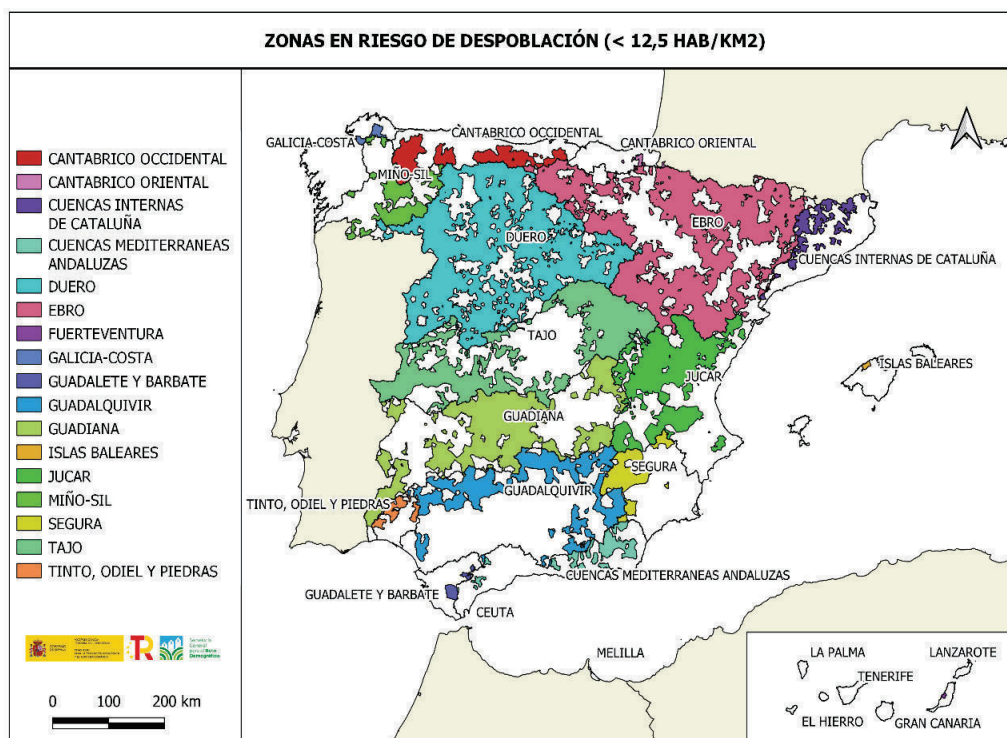 ZONAS EN RIESGO DE DESPOBLACIÓN (< 12,5 HAB/KM2)
CANTABRICO OCCIDENTAL
CANTABRICO ORIENTAL
CUENCAS INTERNAS
DE CATALUÑA
CUENCAS MEDITERRANEAS
ANDALUZAS
DUERO
EBRO
FUERTEVENTURA
GALICIA-COSTA
GUADALETE Y BARBATE
GUADALQUIVIR
GUADIANA
ISLAS BALEARES
JUCAR
MIÑO-SIL
SEGURA
TAJO
TINTO, ODIEL Y PIEDRAS
0 100 200 km
CANTABRICO OCCIDENTAL
GALICIA-COSTA
CANTABRICO ORIENTAL
MIÑO-SIL
EBRO
DUERO
CUENCAS INTERNAS DE CATALUÑA
TAJO
ISLAS BALEARES
JUCAR
GUADIANA
SEGURA
GUADALQUIVIR
TINTO, ODIEL Y PIEDRAS
CUENCAS MEDITERRANEAS ANDALUZAS
GUADALETE Y BARBATE
CEUTA
MELILLA
LA PALMA
LANZAROTE
TENERIFE
EL HIERRO
GRAN CANARIA